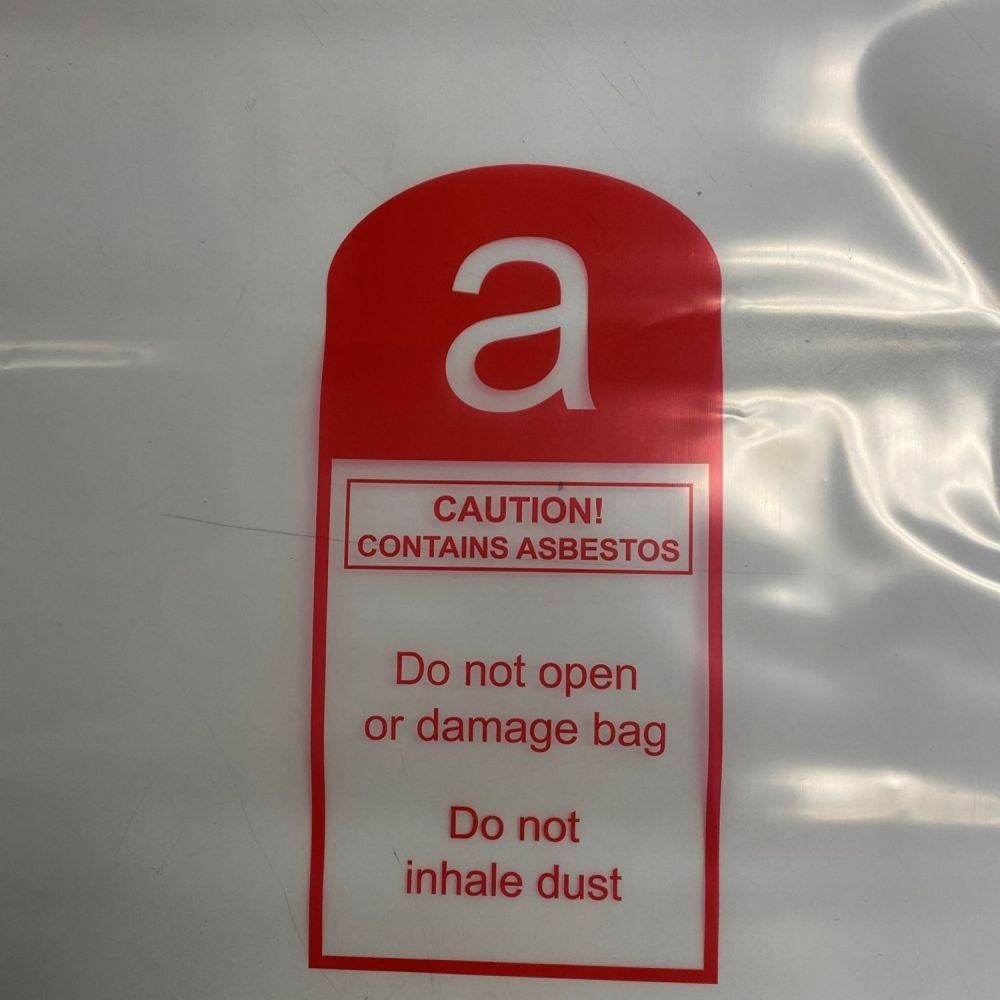 a
CAUTION!
CONTAINS ASBESTOS
Do not open
or damage bag
Do not
inhale dust